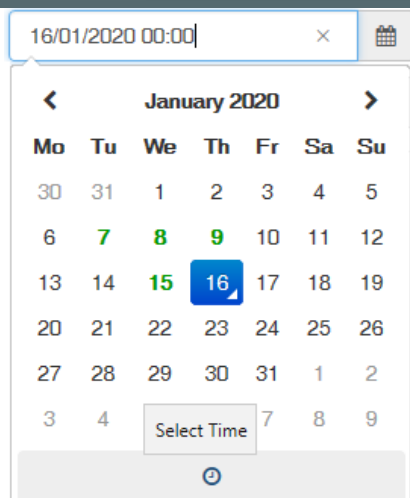 16/01/2020 00:00
January 2020
Mo Tu We Th Fr Sa Su
30 31 1 2 3 4 5
6 7 8 9 10 11 12
13 14 15 16 17 18 19
20 21 22 23 24 25 26
27 28 29 30 31 1 2
3 4 7 8 9
Select Time